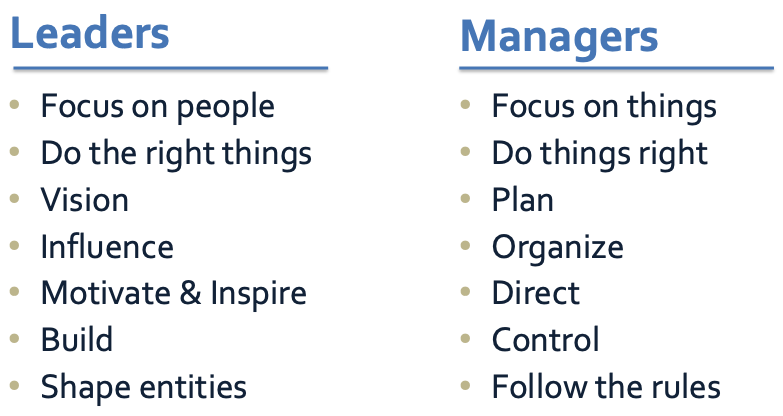 Leaders
• Focus on people
• Do the right things
• Vision
• Influence
• Motivate & Inspire
• Build
• Shape entities
Managers
• Focus on things
• Do things right
• Plan
• Organize
• Direct
• Control
• Follow the rules